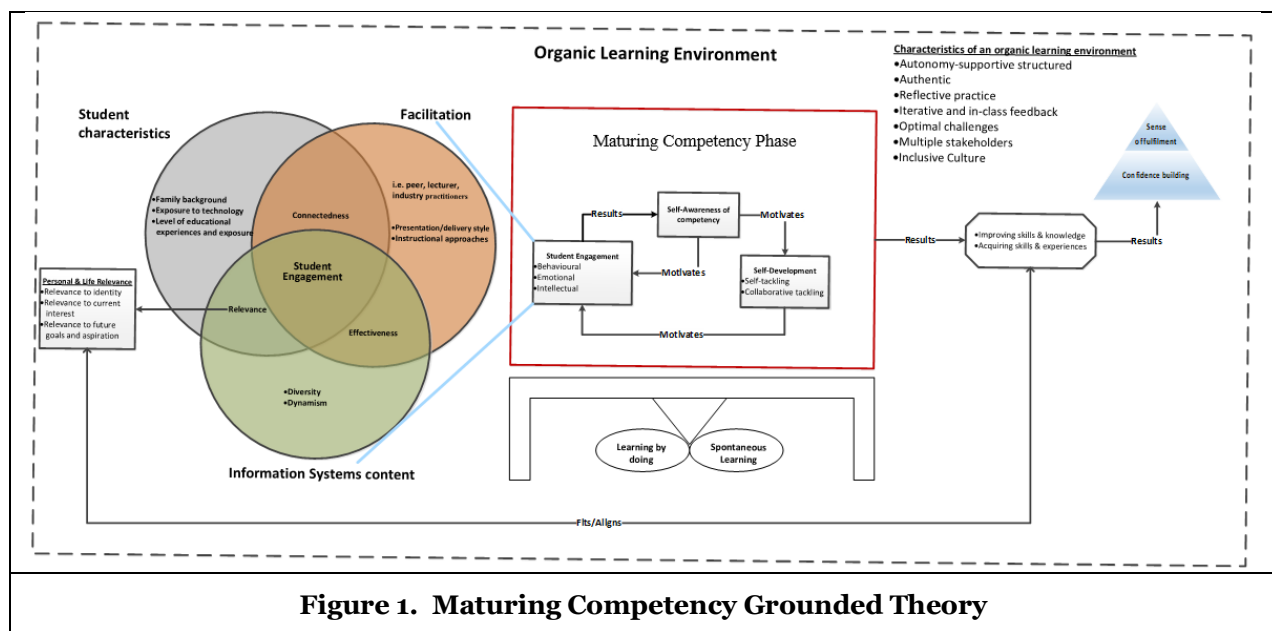 Organic Learning Environment
Characteristics of an organic learning environment
•Autonomy-supportive structured
•Authentic
•Reflective practice
•Iterative and in-class feedback
•Optimal challenges
•Multiple stakeholders
•Inclusive Culture
Student
characteristics
Facilitation
•Family background
•Exposure to technology
•Level of educational
experiences and exposure
Connectedness
i.e. peer, lecturer,
industry practitioners
•Presentation/delivery style
•Instructional approaches
Student
Engagement
Relevance
Effectiveness
•Diversity
•Dynamism
Information Systems content
Personal & Life Relevance
•Relevance to identity
•Relevance to current
interest
•Relevance to future
goals and aspiration
Maturing Competency Phase
Results
Self-Awareness of
competency
Motivates
Student Engagement
•Behavioural
•Emotional
•Intellectual
Motivates
Self-Development
•Self-tackling
•Collaborative tackling
Motivates
Learning by
doing
Spontaneous
Learning
Results
•Improving skills & knowledge
•Acquiring skills & experiences
Results
Sense
of fulfilment
Confidence building
Fits/Aligns
Figure 1. Maturing Competency Grounded Theory